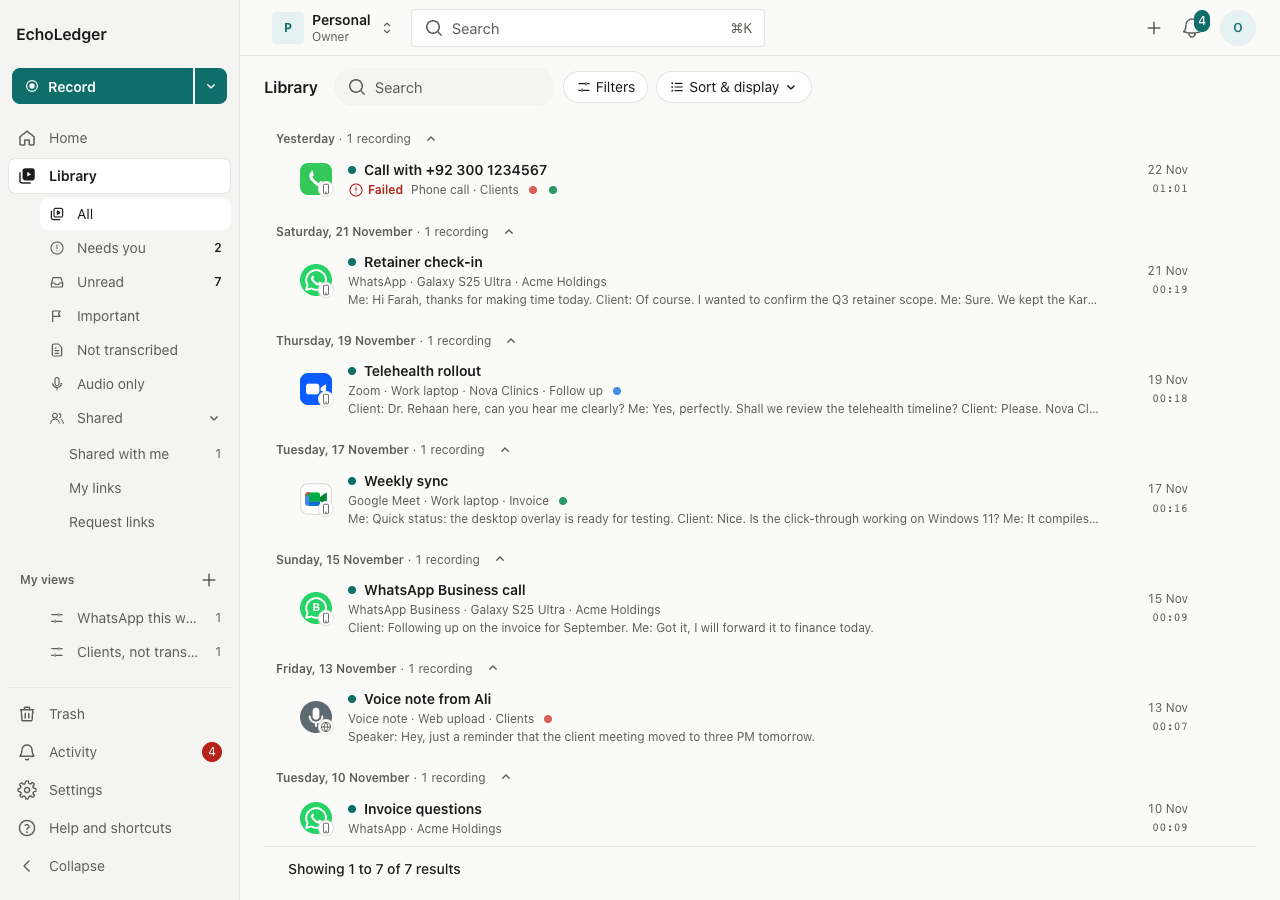 EchoLedger
Record
Home
Library
All
Needs you 2
Unread 7
Important
Not transcribed
Audio only
Shared
Shared with me 1
My links
Request links
My views
WhatsApp this w... 1
Clients, not trans... 1
Trash
Activity 4
Settings
Help and shortcuts
Collapse
P Personal
Owner
Search ⌘K
4
O
Library
Search
Filters
Sort & display
Yesterday · 1 recording
Call with +92 300 1234567
22 Nov
Failed Phone call · Clients
01:01
Saturday, 21 November · 1 recording
Retainer check-in
21 Nov
WhatsApp · Galaxy S25 Ultra · Acme Holdings
00:19
Me: Hi Farah, thanks for making time today. Client: Of course. I wanted to confirm the Q3 retainer scope. Me: Sure. We kept the Kar...
Thursday, 19 November · 1 recording
Telehealth rollout
19 Nov
Zoom · Work laptop · Nova Clinics · Follow up
00:18
Client: Dr. Rehaan here, can you hear me clearly? Me: Yes, perfectly. Shall we review the telehealth timeline? Client: Please. Nova Cl...
Tuesday, 17 November · 1 recording
Weekly sync
17 Nov
Google Meet · Work laptop · Invoice
00:16
Me: Quick status: the desktop overlay is ready for testing. Client: Nice. Is the click-through working on Windows 11? Me: It compiles...
Sunday, 15 November · 1 recording
WhatsApp Business call
15 Nov
WhatsApp Business · Galaxy S25 Ultra · Acme Holdings
00:09
Client: Following up on the invoice for September. Me: Got it, I will forward it to finance today.
Friday, 13 November · 1 recording
Voice note from Ali
13 Nov
Voice note · Web upload · Clients
00:07
Speaker: Hey, just a reminder that the client meeting moved to three PM tomorrow.
Tuesday, 10 November · 1 recording
Invoice questions
10 Nov
WhatsApp · Acme Holdings
00:09
Showing 1 to 7 of 7 results